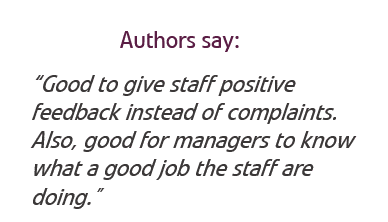 Authors say:
“Good to give staff positive
feedback instead of complaints.
Also, good for managers to know
what a good job the staff are
doing.”